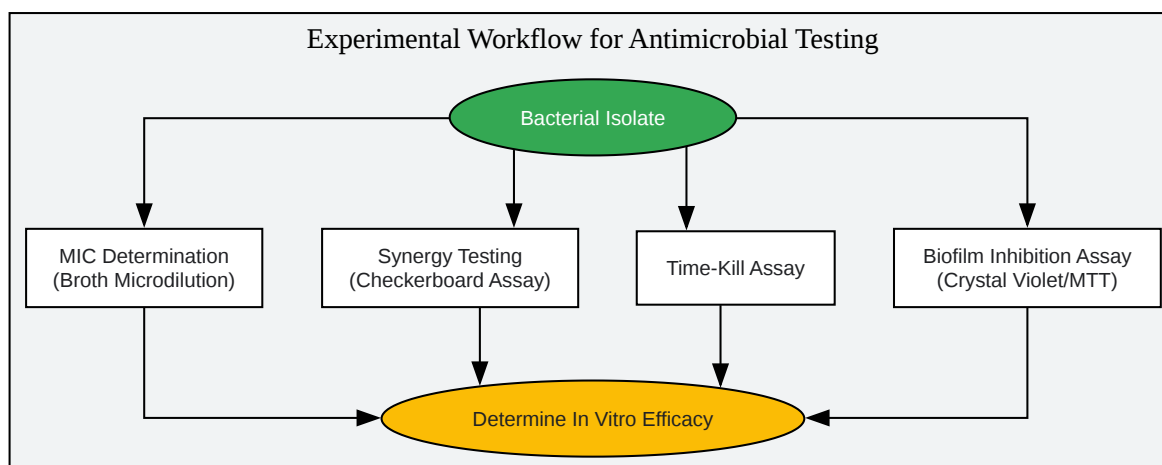 Experimental Workflow for Antimicrobial Testing
Bacterial Isolate
MIC Determination
(Broth Microdilution)
Synergy Testing
(Checkerboard Assay)
Time-Kill Assay
Biofilm Inhibition Assay
(Crystal Violet/MTT)
Determine In Vitro Efficacy